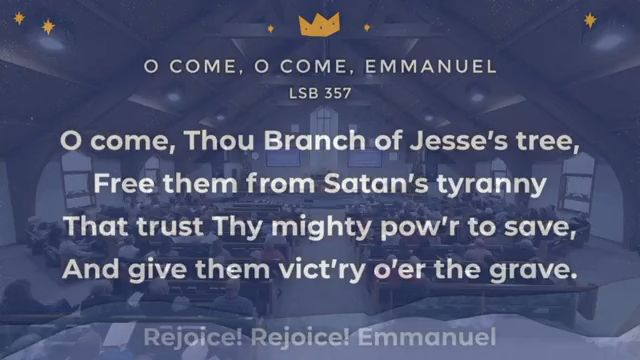 O COME, O COME, EMMANUEL
LSB 357
O come, Thou Branch of Jesse's tree,
Free them from Satan's tyranny
That trust Thy mighty pow'r to save,
And give them vict'ry o'er the grave.
Rejoice! Rejoice! Emmanuel